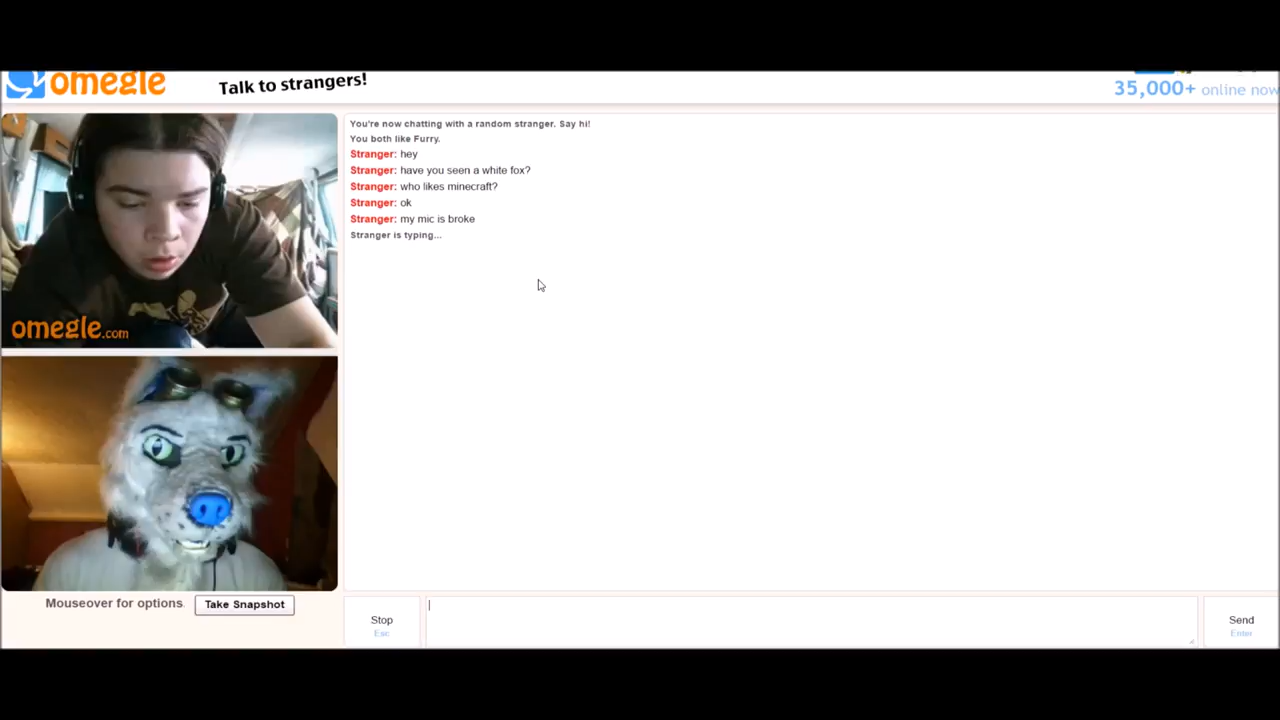 omegle
Talk to strangers!
35,000+ online now
You're now chatting with a random stranger. Say hi!
You both like Furry.
Stranger: hey
Stranger: have you seen a white fox?
Stranger: who likes minecraft?
Stranger: ok
Stranger: my mic is broke
Stranger is typing...
omegle.com
Mouseover for options.
Take Snapshot
Stop
Esc
Send
Enter